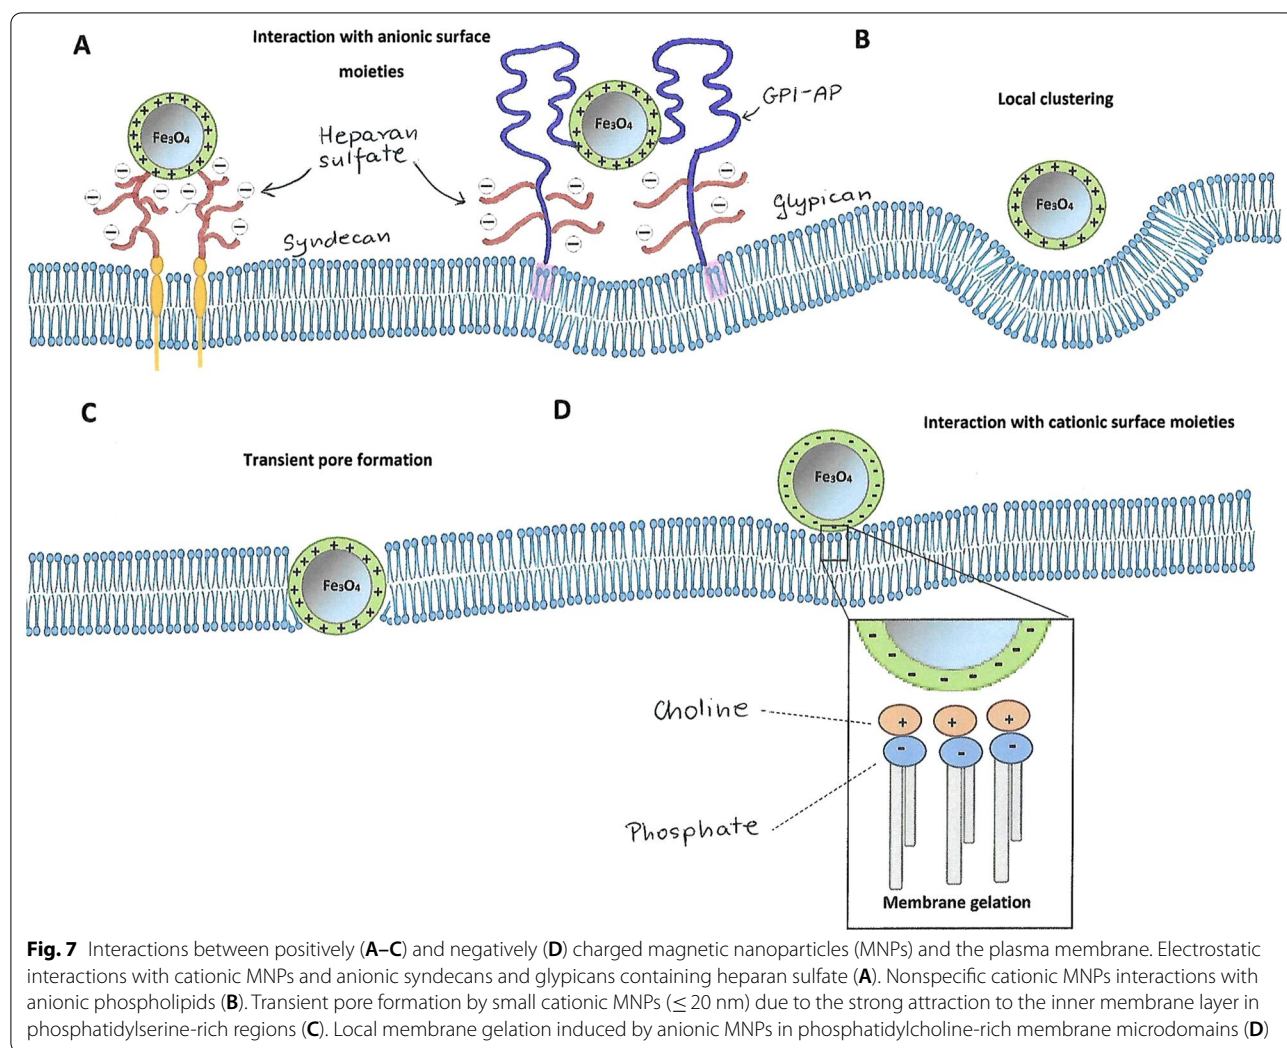 A
Interaction with anionic surface
moieties
B
Local clustering
Fe₃O₄
Heparan
sulfate
Fe₃O₄
GPI-AP
Fe₃O₄
Syndecan
Glypican
C
Transient pore formation
Fe₃O₄
D
Interaction with cationic surface moieties
Fe₃O₄
Choline
Phosphate
Membrane gelation
Fig. 7 Interactions between positively (A–C) and negatively (D) charged magnetic nanoparticles (MNPs) and the plasma membrane. Electrostatic
interactions with cationic MNPs and anionic syndecans and glypicans containing heparan sulfate (A). Nonspecific cationic MNPs interactions with
anionic phospholipids (B). Transient pore formation by small cationic MNPs (≤ 20 nm) due to the strong attraction to the inner membrane layer in
phosphatidylserine-rich regions (C). Local membrane gelation induced by anionic MNPs in phosphatidylcholine-rich membrane microdomains (D)